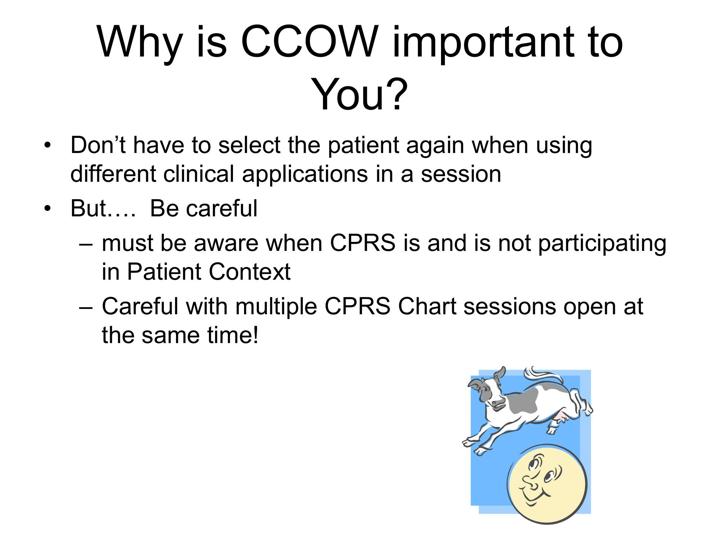 Why is CCOW important to
You?
• Don’t have to select the patient again when using
different clinical applications in a session
• But…. Be careful
– must be aware when CPRS is and is not participating
in Patient Context
– Careful with multiple CPRS Chart sessions open at
the same time!